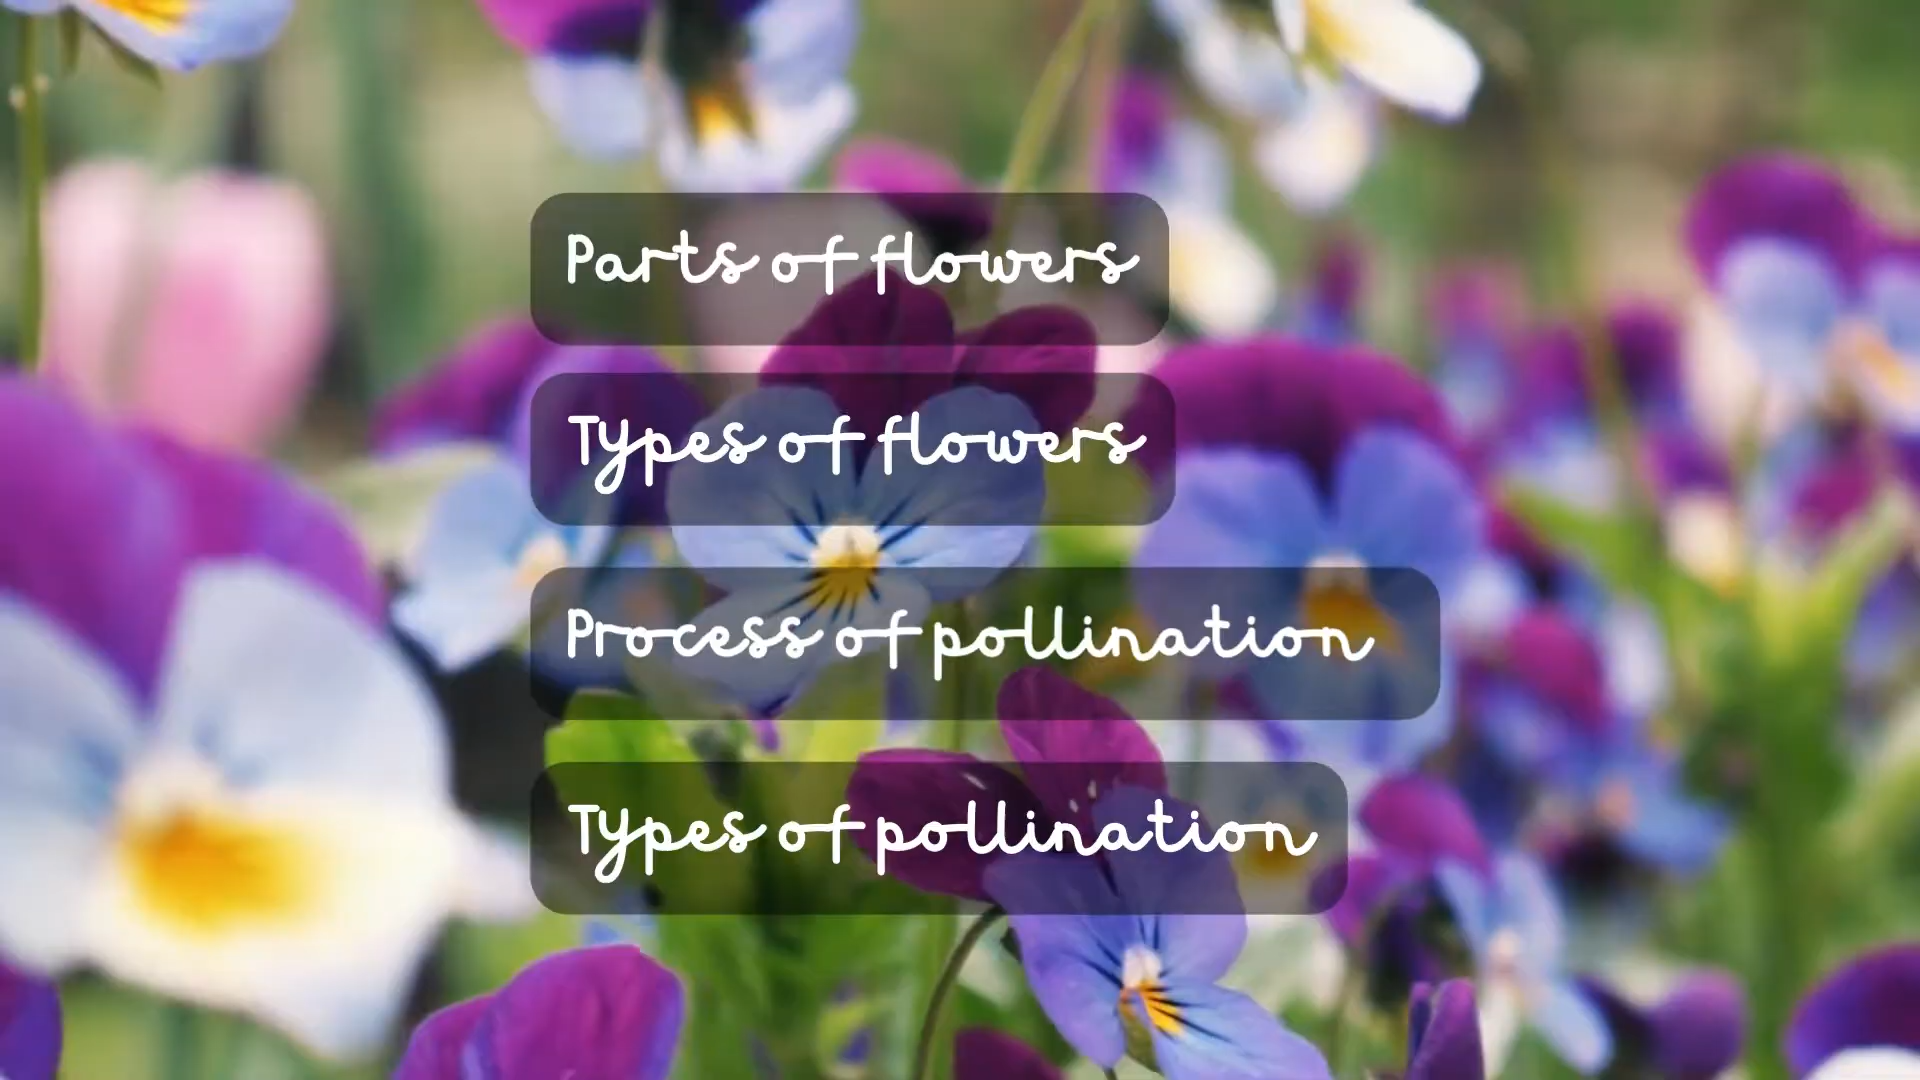 Parts of flowers
Types of flowers
Process of pollination
Types of pollination